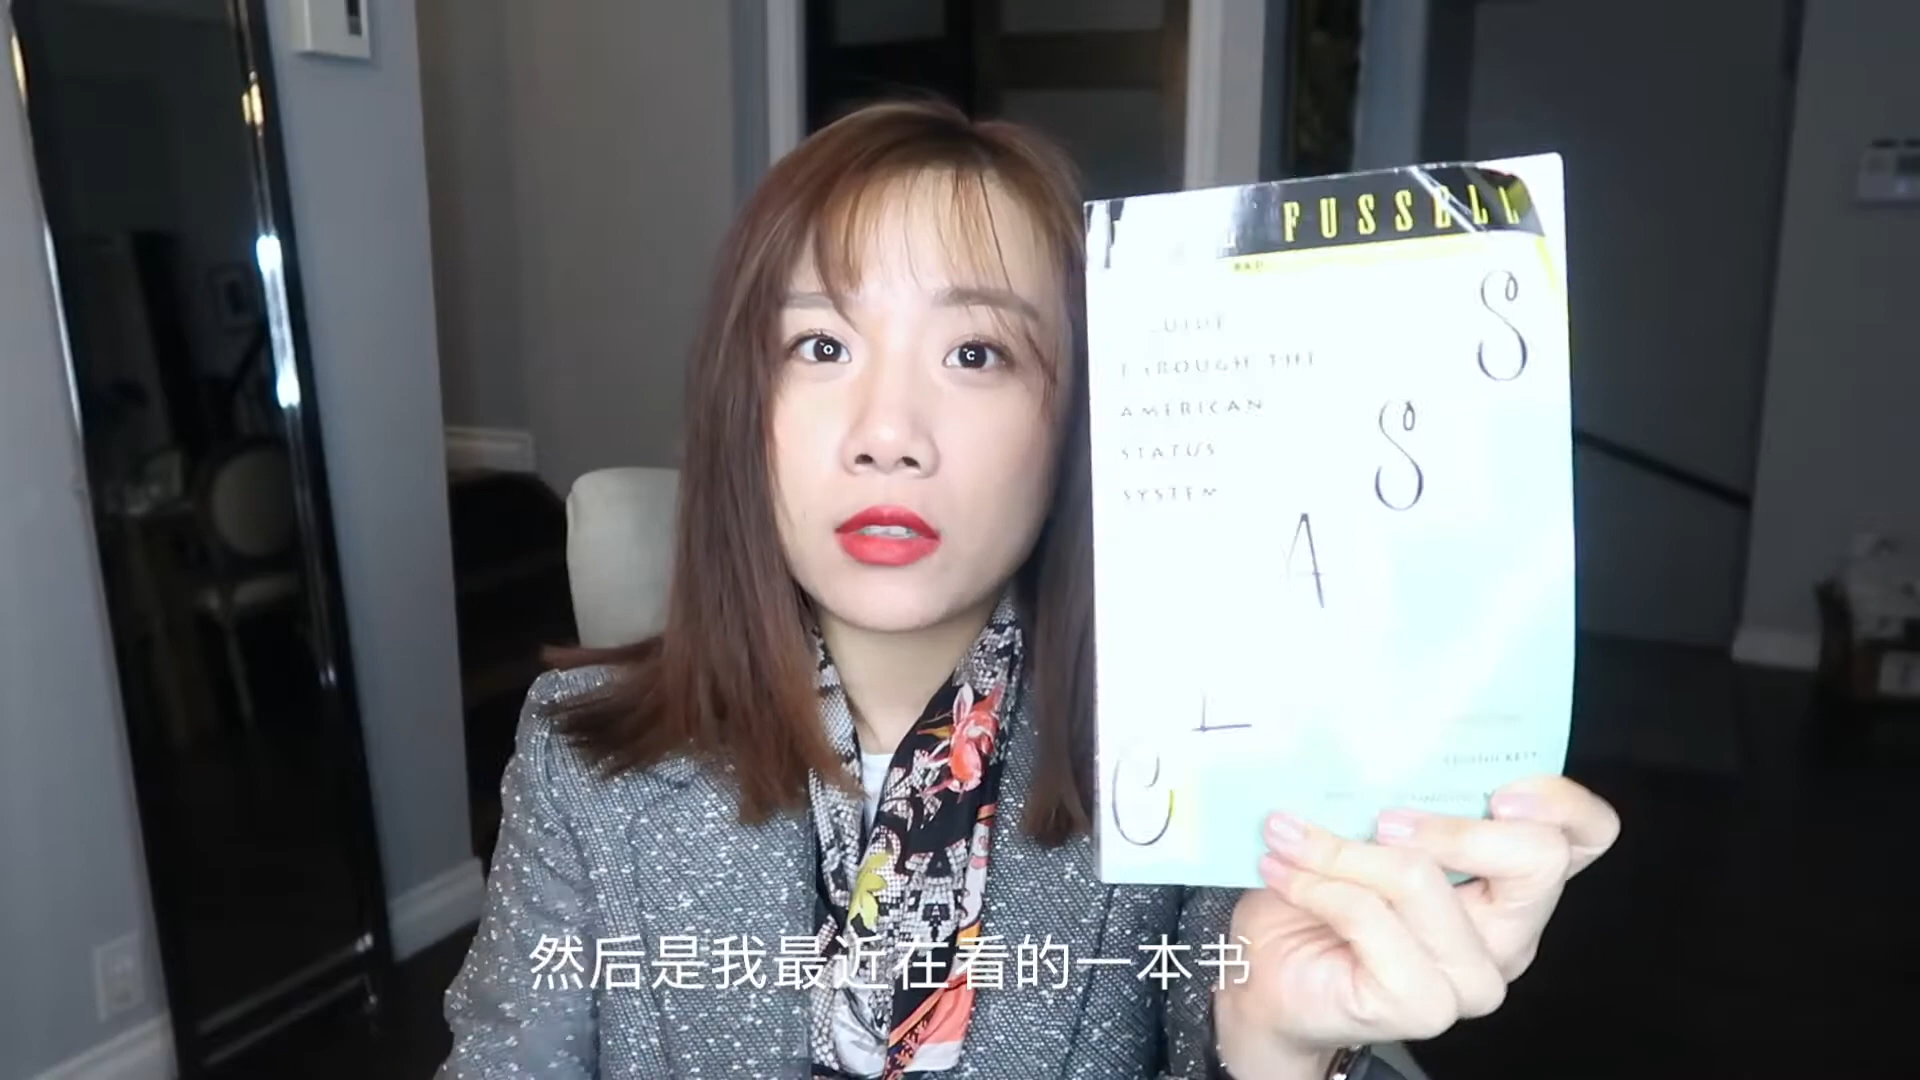 FUSSELL
THROUGH THE
AMERICAN
STATUS
SYSTEM
S
S
A
L
C
然后是我最近在看的一本书